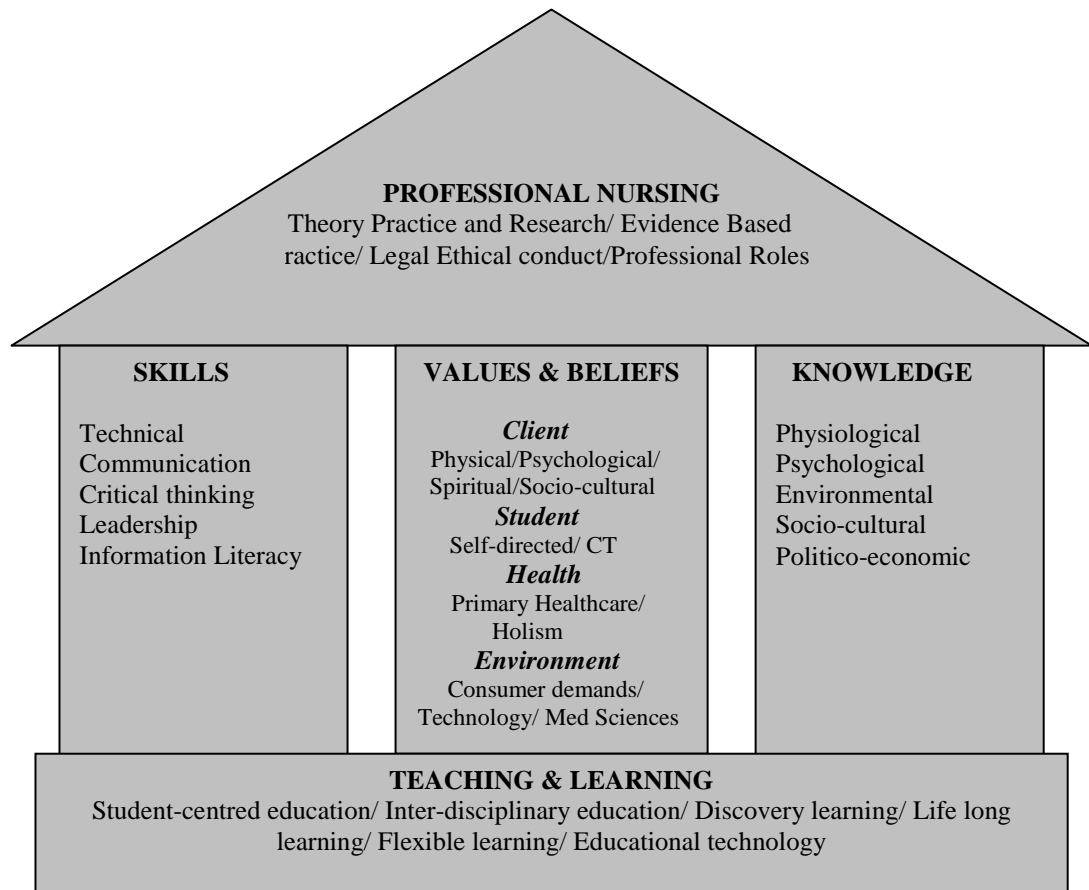 PROFESSIONAL NURSING
Theory Practice and Research/ Evidence Based
ractice/ Legal Ethical conduct/Professional Roles
SKILLS
Technical
Communication
Critical thinking
Leadership
Information Literacy
VALUES & BELIEFS
Client
Physical/Psychological/
Spiritual/Socio-cultural
Student
Self-directed/ CT
Health
Primary Healthcare/
Holism
Environment
Consumer demands/
Technology/ Med Sciences
KNOWLEDGE
Physiological
Psychological
Environmental
Socio-cultural
Politico-economic
TEACHING & LEARNING
Student-centred education/ Inter-disciplinary education/ Discovery learning/ Life long
learning/ Flexible learning/ Educational technology